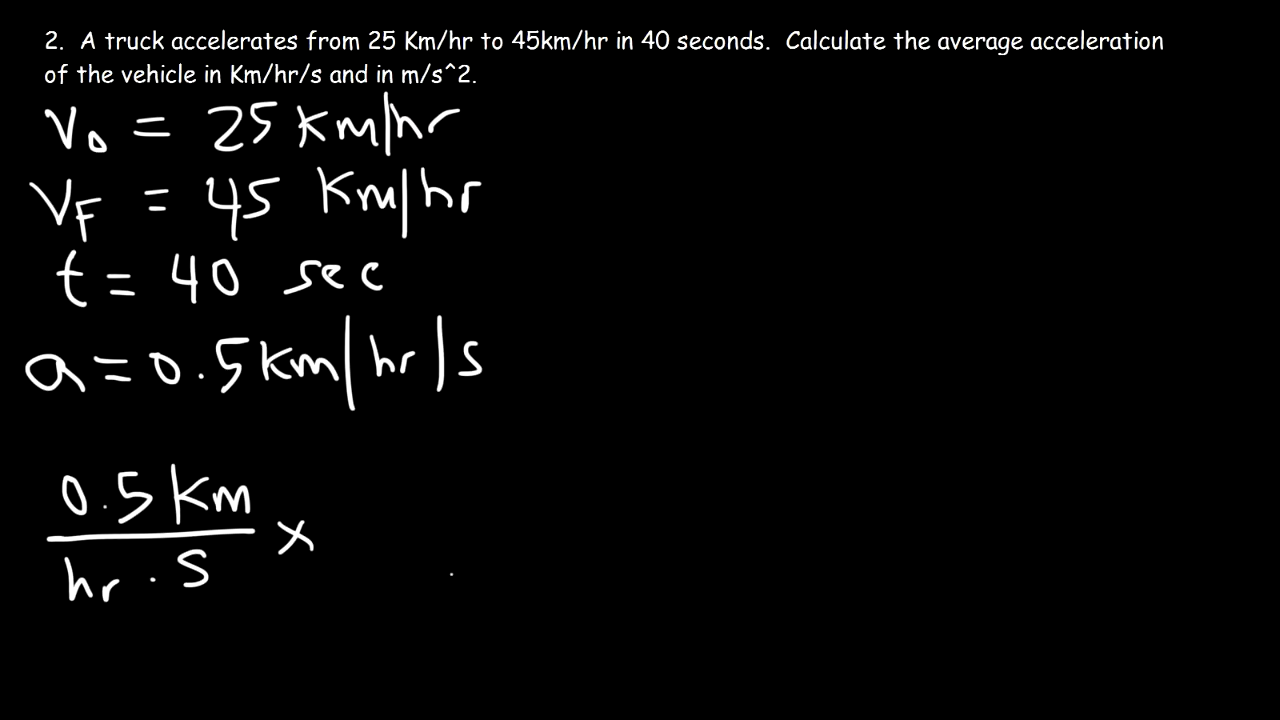 2. A truck accelerates from 25 Km/hr to 45km/hr in 40 seconds. Calculate the average acceleration
of the vehicle in Km/hr/s and in m/s^2.
V₀ = 25 km/hr
VF = 45 Km/hr
t = 40 sec
a = 0.5 km/hr/s
0.5 Km
hr · s ×